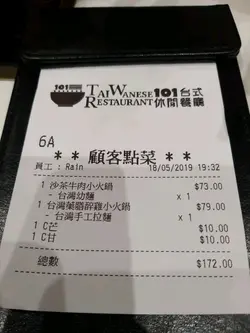 101
TAIWANESE
RESTAURANT
101台式
休閒餐廳
6A
* * 顧客點菜 * *
員工 : Rain 18/05/2019 19:32
1 沙茶牛肉小火鍋 $73.00
- 台灣幼麵 x 1
1 台灣藥膳醉雞小火鍋 $79.00
- 台灣手工拉麵 x 1
1 C芒 $10.00
1 C甘 $10.00
總數 $172.00